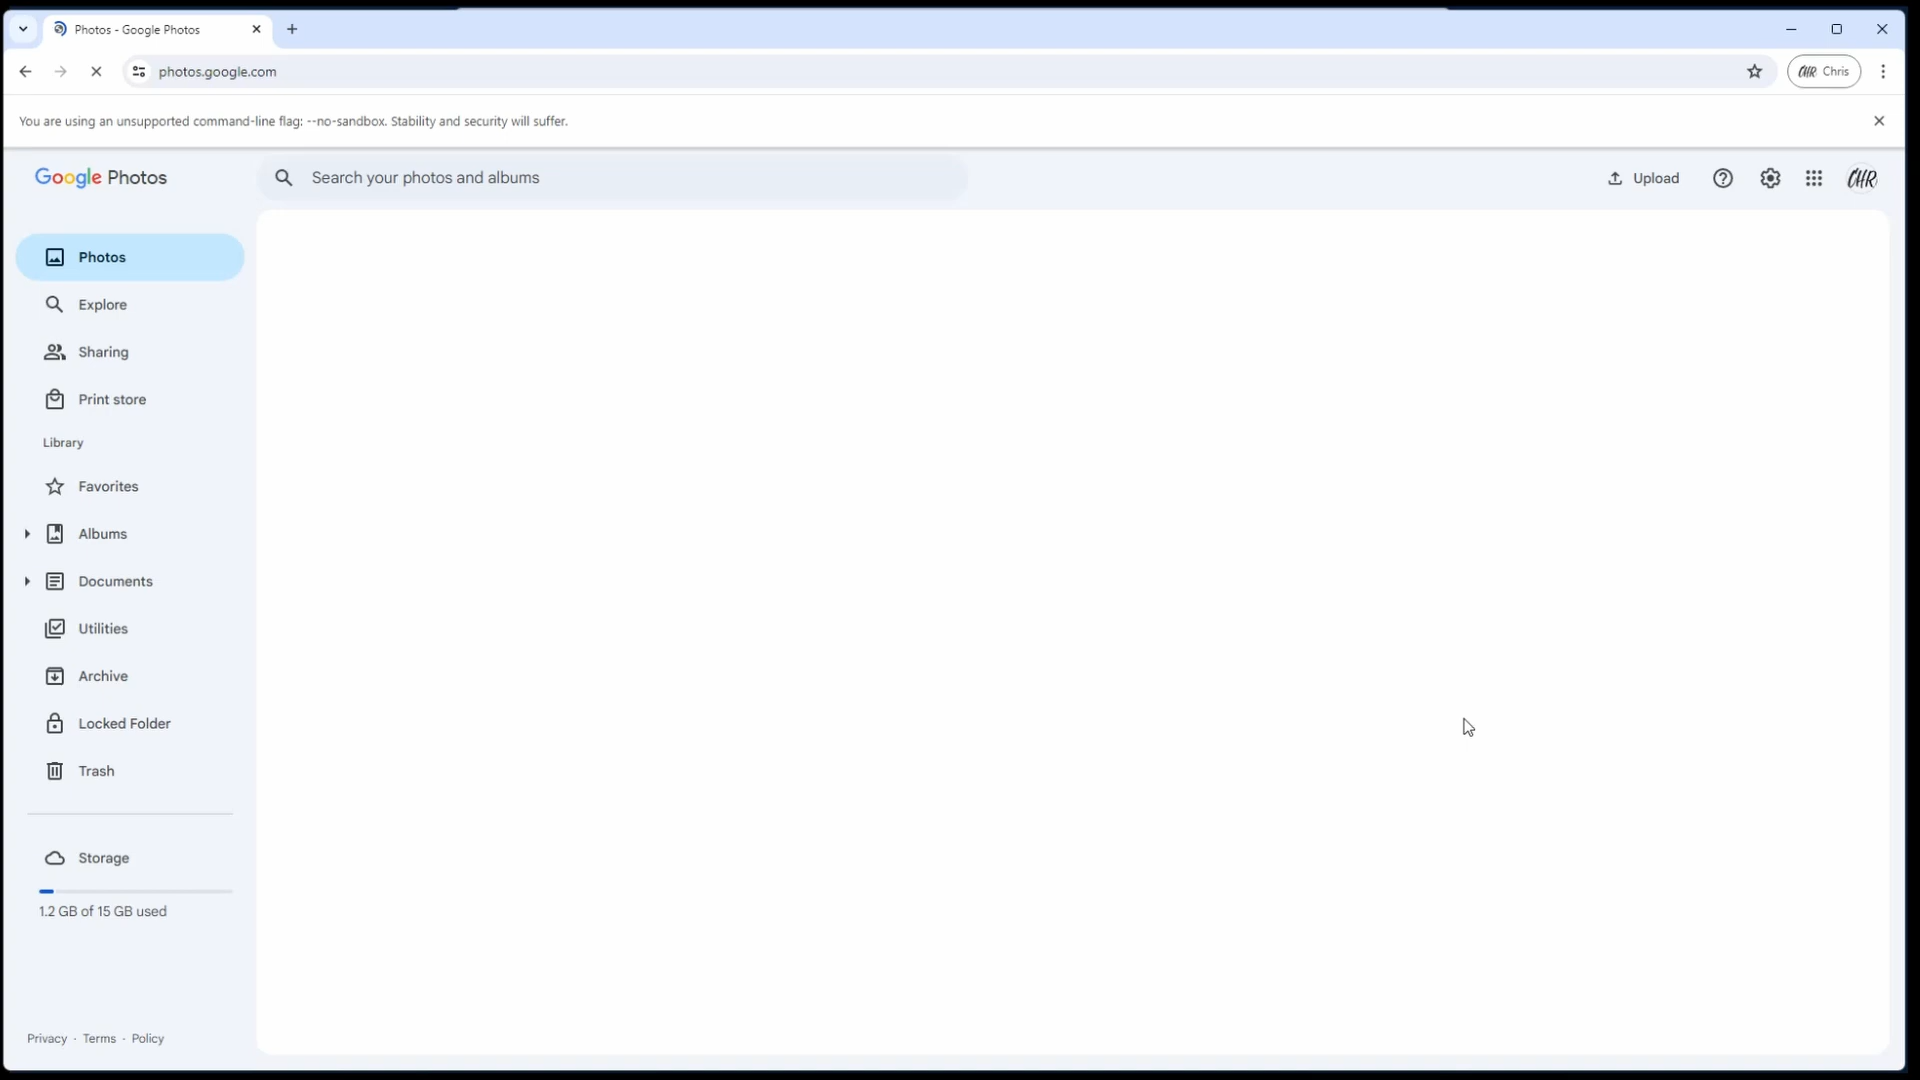 Photos - Google Photos
photos.google.com
CHR Chris
You are using an unsupported command-line flag: --no-sandbox. Stability and security will suffer.
Google Photos
Search your photos and albums
Upload
CHR
Photos
Explore
Sharing
Print store
Library
Favorites
Albums
Documents
Utilities
Archive
Locked Folder
Trash
Storage
1.2 GB of 15 GB used
Privacy · Terms · Policy